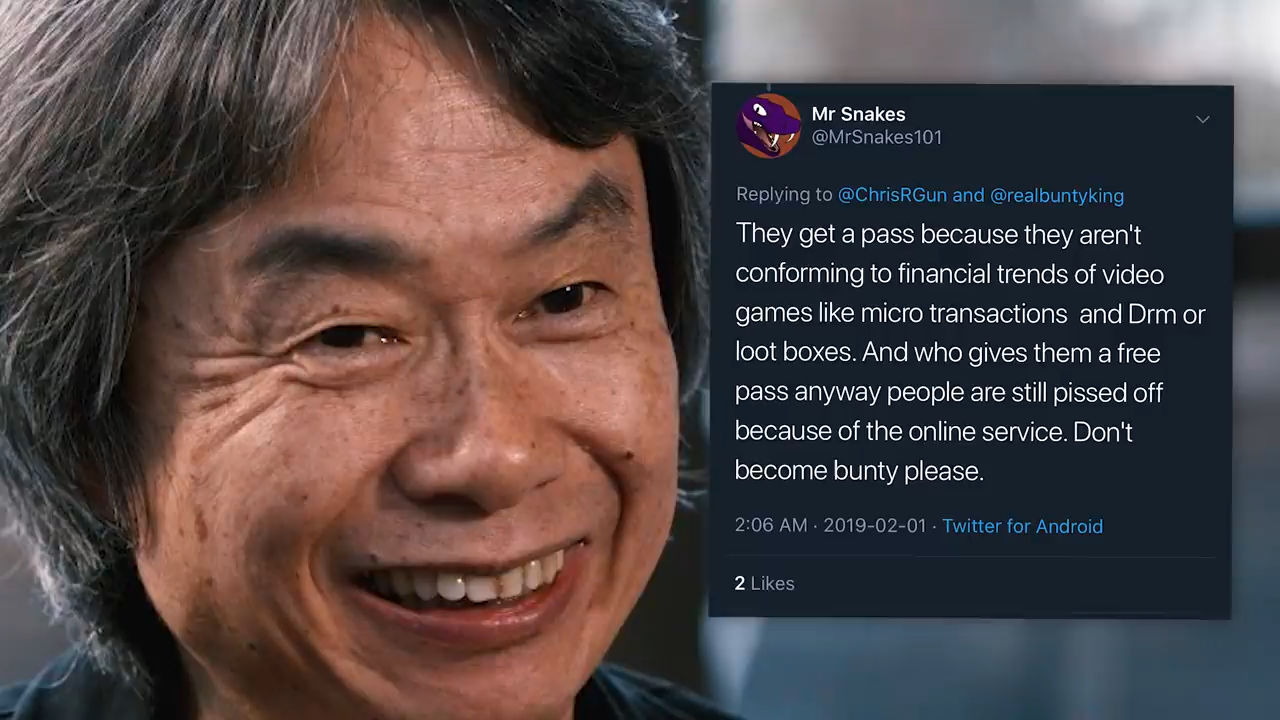 Mr Snakes
@MrSnakes101
Replying to @ChrisRGun and @realbuntyking
They get a pass because they aren't
conforming to financial trends of video
games like micro transactions  and Drm or
loot boxes. And who gives them a free
pass anyway people are still pissed off
because of the online service. Don't
become bunty please.
2:06 AM · 2019-02-01 · Twitter for Android
2 Likes